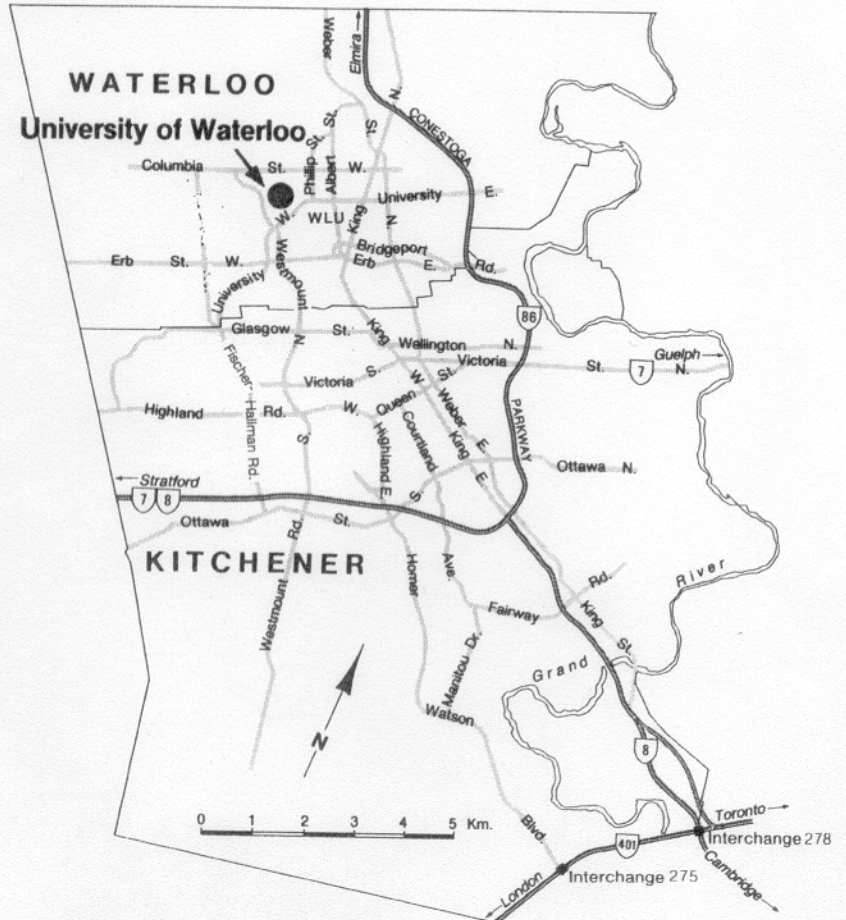 Weber
Elmira
WATERLOO
N.
University of Waterloo
St.
St.
CONESTOGA
Columbia
St.
W.
Phillip
Albert
University
E.
W.
WLU
King
N
Bridgeport
Erb
St.
W.
Westmount
Erb
E.
Rd.
University
86
Glasgow
St.
King
N.
Wellington
N.
Guelph
Fischer-
Victoria
St.
7
N.
Victoria
S.
W.
St.
Queen
Weber
Highland
Rd.
W.
Courtland
PARKWAY
Hallman Rd.
S.
Highland E.
King
E.
E.
Ottawa
N.
Stratford
7
8
S.
Ottawa
Rd.
St.
KITCHENER
Homer
Ave.
Rd.
River
Westmount
Fairway
King
St.
Manitou Dr.
Grand
N
Watson
8
0 1 2 3 4 5 Km.
Blvd.
Toronto
401
Interchange 278
London
Interchange 275
Cambridge